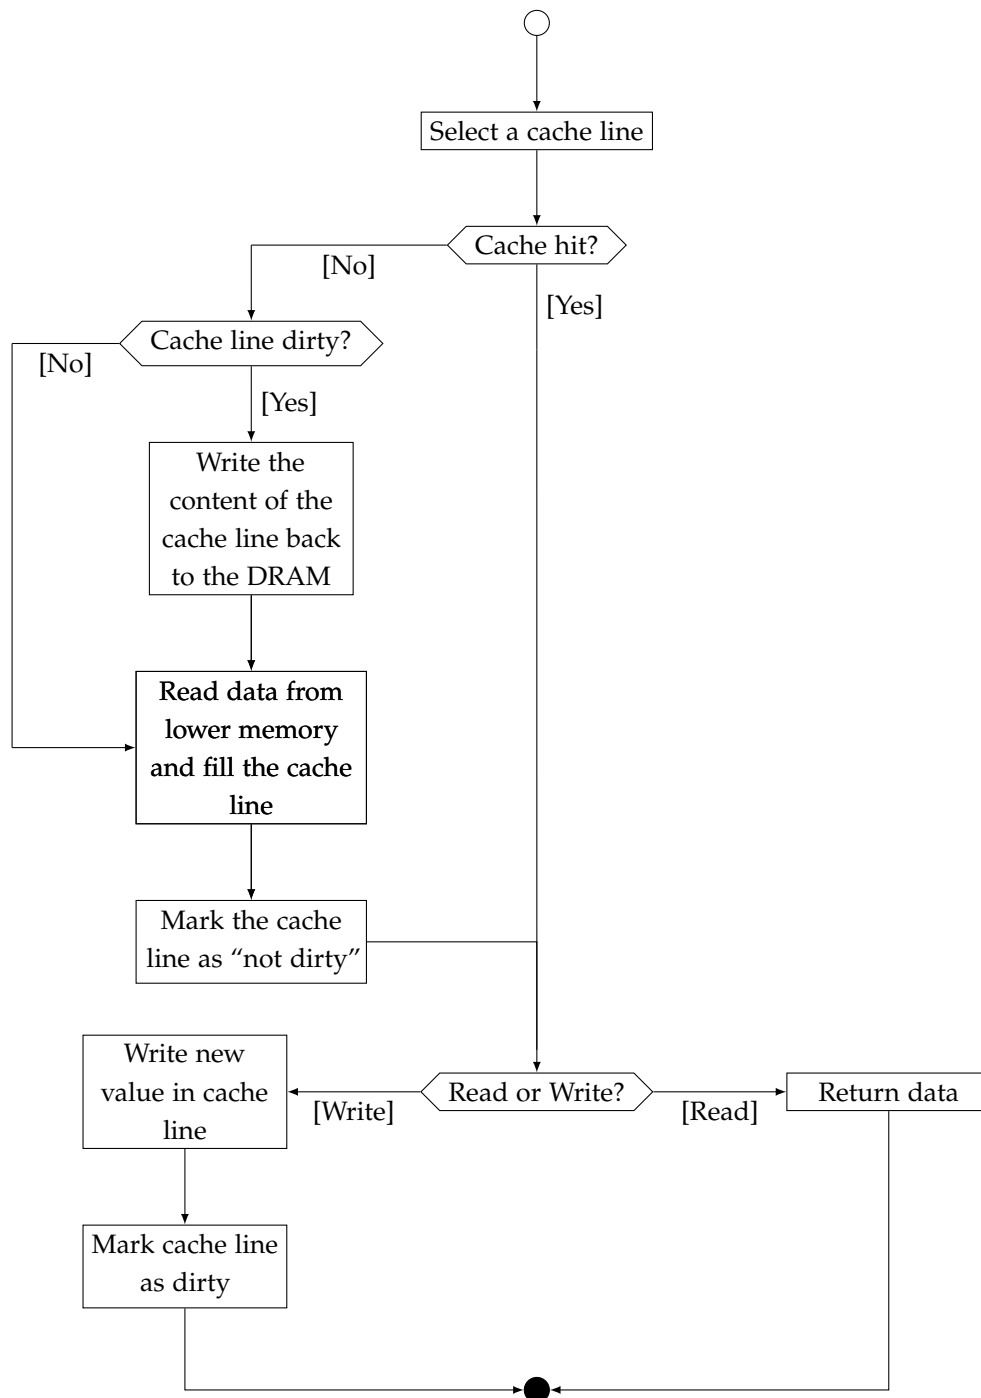 Select a cache line
Cache hit?
[No]
[Yes]
Cache line dirty?
[No]
[Yes]
Write the
content of the
cache line back
to the DRAM
Read data from
lower memory
and fill the cache
line
Mark the cache
line as “not dirty”
Write new
value in cache
line
Read or Write?
[Write]
[Read]
Return data
Mark cache line
as dirty